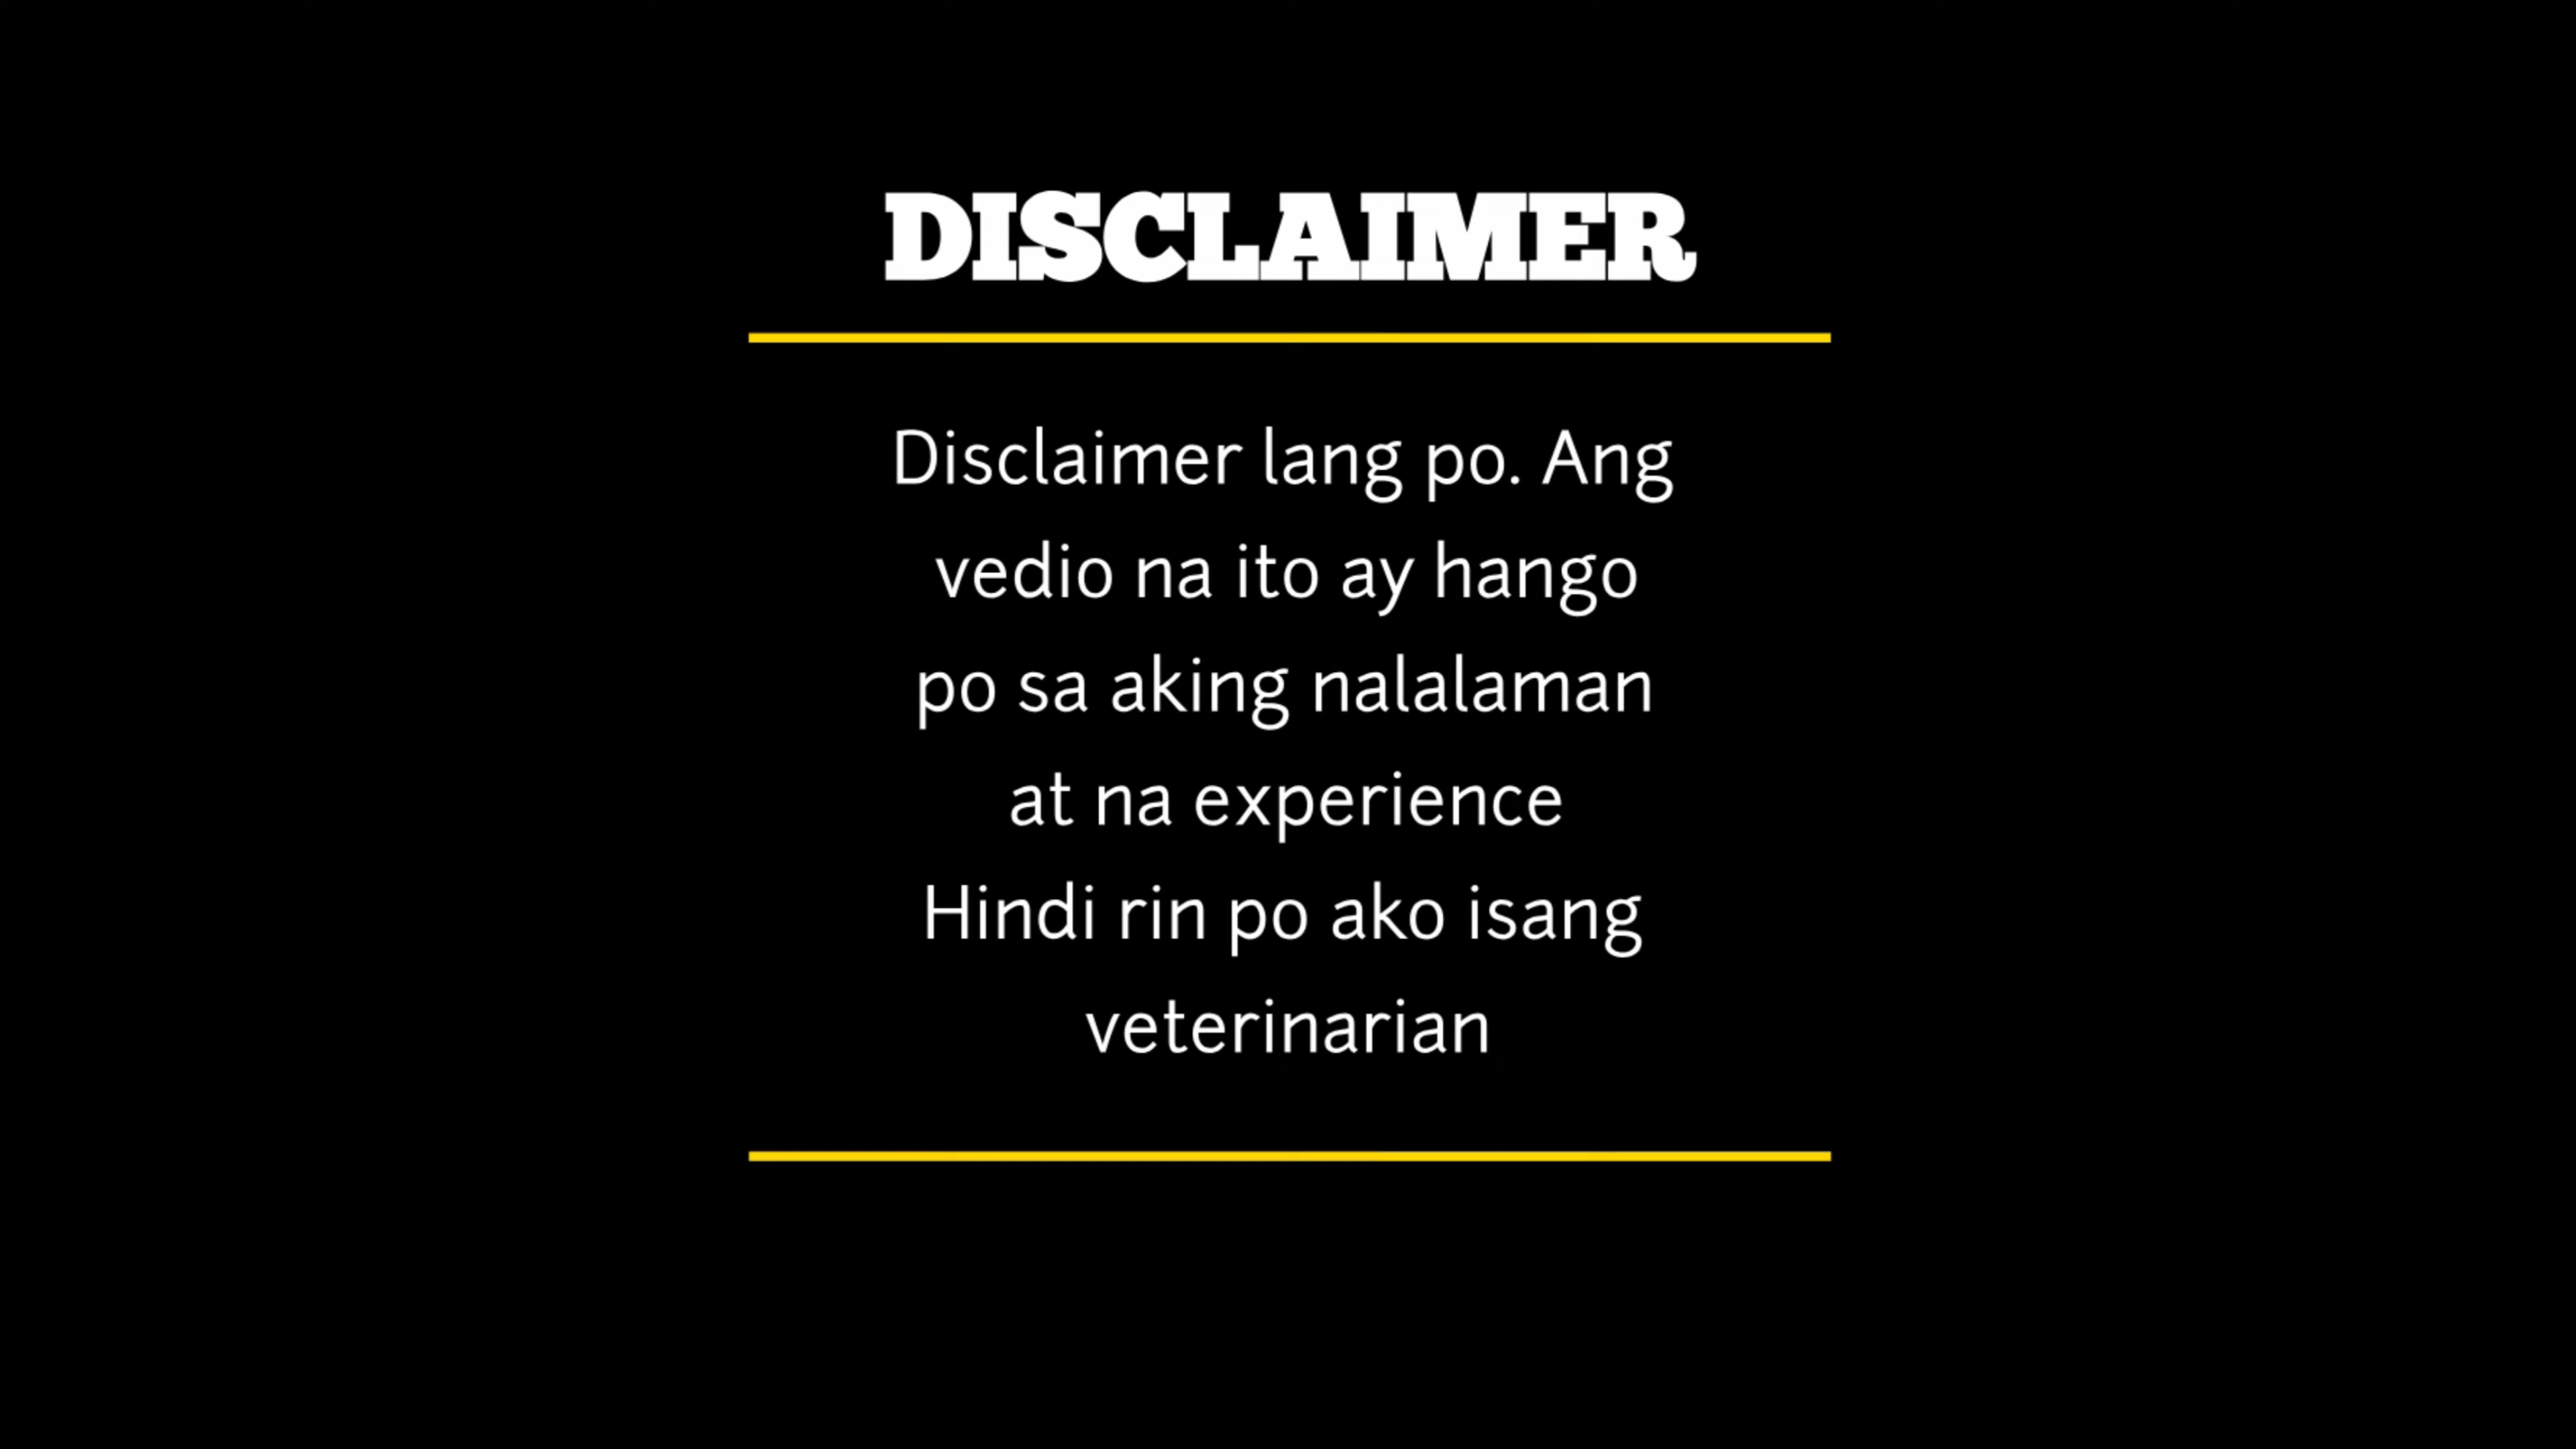 DISCLAIMER
Disclaimer lang po. Ang
vedio na ito ay hango
po sa aking nalalaman
at na experience
Hindi rin po ako isang
veterinarian